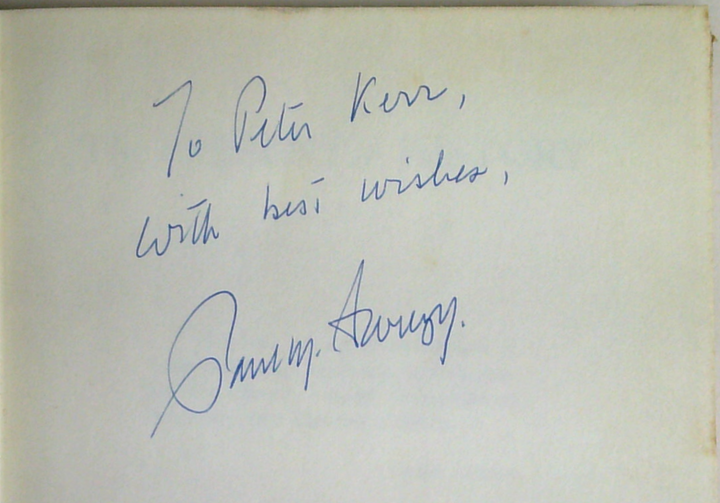 To Peter Kerr,
with best wishes,